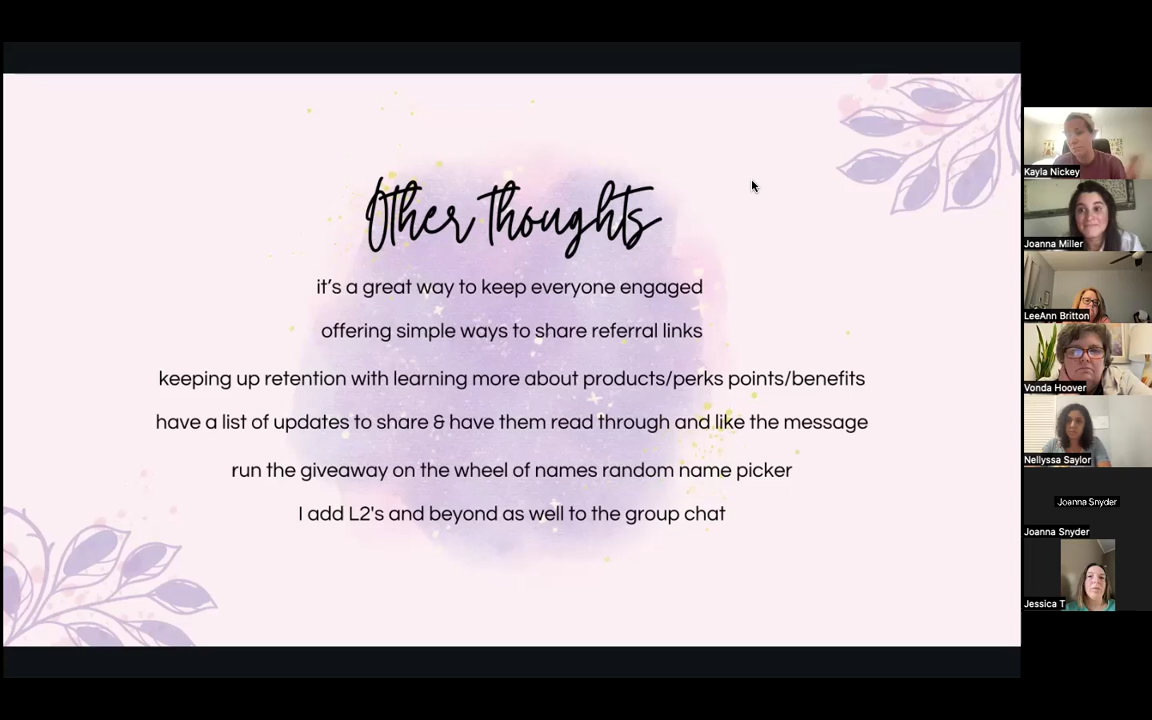 Other Thoughts
it's a great way to keep everyone engaged
offering simple ways to share referral links
keeping up retention with learning more about products/perks points/benefits
have a list of updates to share & have them read through and like the message
run the giveaway on the wheel of names random name picker
I add L2's and beyond as well to the group chat
Kayla Nickey
Joanna Miller
LeeAnn Britton
Vonda Hoover
Nellyssa Saylor
Joanna Snyder
Joanna Snyder
Jessica T